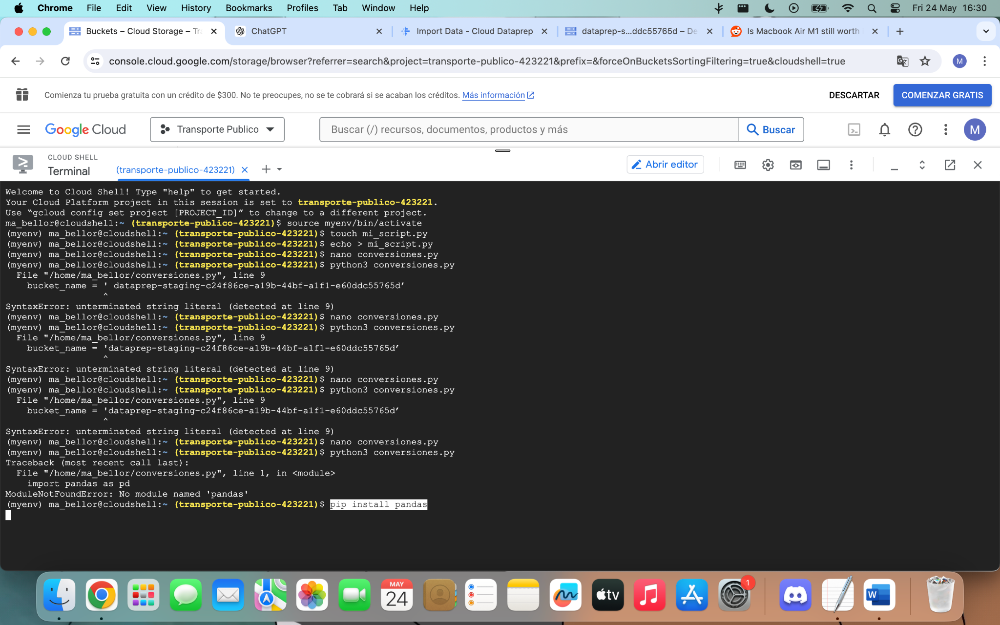 Chrome File Edit View History Bookmarks Profiles Tab Window Help Fri 24 May 16:30
Buckets – Cloud Storage – Tra ChatGPT Import Data - Cloud Dataprep dataprep-s...ddc55765d – De Is Macbook Air M1 still worth
console.cloud.google.com/storage/browser?referrer=search&project=transporte-publico-423221&prefix=&forceOnBucketsSortingFiltering=true&cloudshell=true M
Comienza tu prueba gratuita con un crédito de $300. No te preocupes, no se te cobrará si se acaban los créditos. Más información DESCARTAR COMENZAR GRATIS
Google Cloud Transporte Publico Buscar (/) recursos, documentos, productos y más Buscar M
CLOUD SHELL
Terminal (transporte-publico-423221) Abrir editor
Welcome to Cloud Shell! Type "help" to get started.
Your Cloud Platform project in this session is set to transporte-publico-423221.
Use “gcloud config set project [PROJECT_ID]” to change to a different project.
ma_bellor@cloudshell:~ (transporte-publico-423221)$ source myenv/bin/activate
(myenv) ma_bellor@cloudshell:~ (transporte-publico-423221)$ touch mi_script.py
(myenv) ma_bellor@cloudshell:~ (transporte-publico-423221)$ echo > mi_script.py
(myenv) ma_bellor@cloudshell:~ (transporte-publico-423221)$ nano conversiones.py
(myenv) ma_bellor@cloudshell:~ (transporte-publico-423221)$ python3 conversiones.py
File "/home/ma_bellor/conversiones.py", line 9
bucket_name = ' dataprep-staging-c24f86ce-a19b-44bf-a1f1-e60ddc55765d’
^
SyntaxError: unterminated string literal (detected at line 9)
(myenv) ma_bellor@cloudshell:~ (transporte-publico-423221)$ nano conversiones.py
(myenv) ma_bellor@cloudshell:~ (transporte-publico-423221)$ python3 conversiones.py
File "/home/ma_bellor/conversiones.py", line 9
bucket_name = 'dataprep-staging-c24f86ce-a19b-44bf-a1f1-e60ddc55765d’
^
SyntaxError: unterminated string literal (detected at line 9)
(myenv) ma_bellor@cloudshell:~ (transporte-publico-423221)$ nano conversiones.py
(myenv) ma_bellor@cloudshell:~ (transporte-publico-423221)$ python3 conversiones.py
File "/home/ma_bellor/conversiones.py", line 9
bucket_name = 'dataprep-staging-c24f86ce-a19b-44bf-a1f1-e60ddc55765d’
^
SyntaxError: unterminated string literal (detected at line 9)
(myenv) ma_bellor@cloudshell:~ (transporte-publico-423221)$ nano conversiones.py
(myenv) ma_bellor@cloudshell:~ (transporte-publico-423221)$ python3 conversiones.py
Traceback (most recent call last):
File "/home/ma_bellor/conversiones.py", line 1, in <module>
import pandas as pd
ModuleNotFoundError: No module named 'pandas'
(myenv) ma_bellor@cloudshell:~ (transporte-publico-423221)$ pip install pandas
MAY
24
tv
1
W